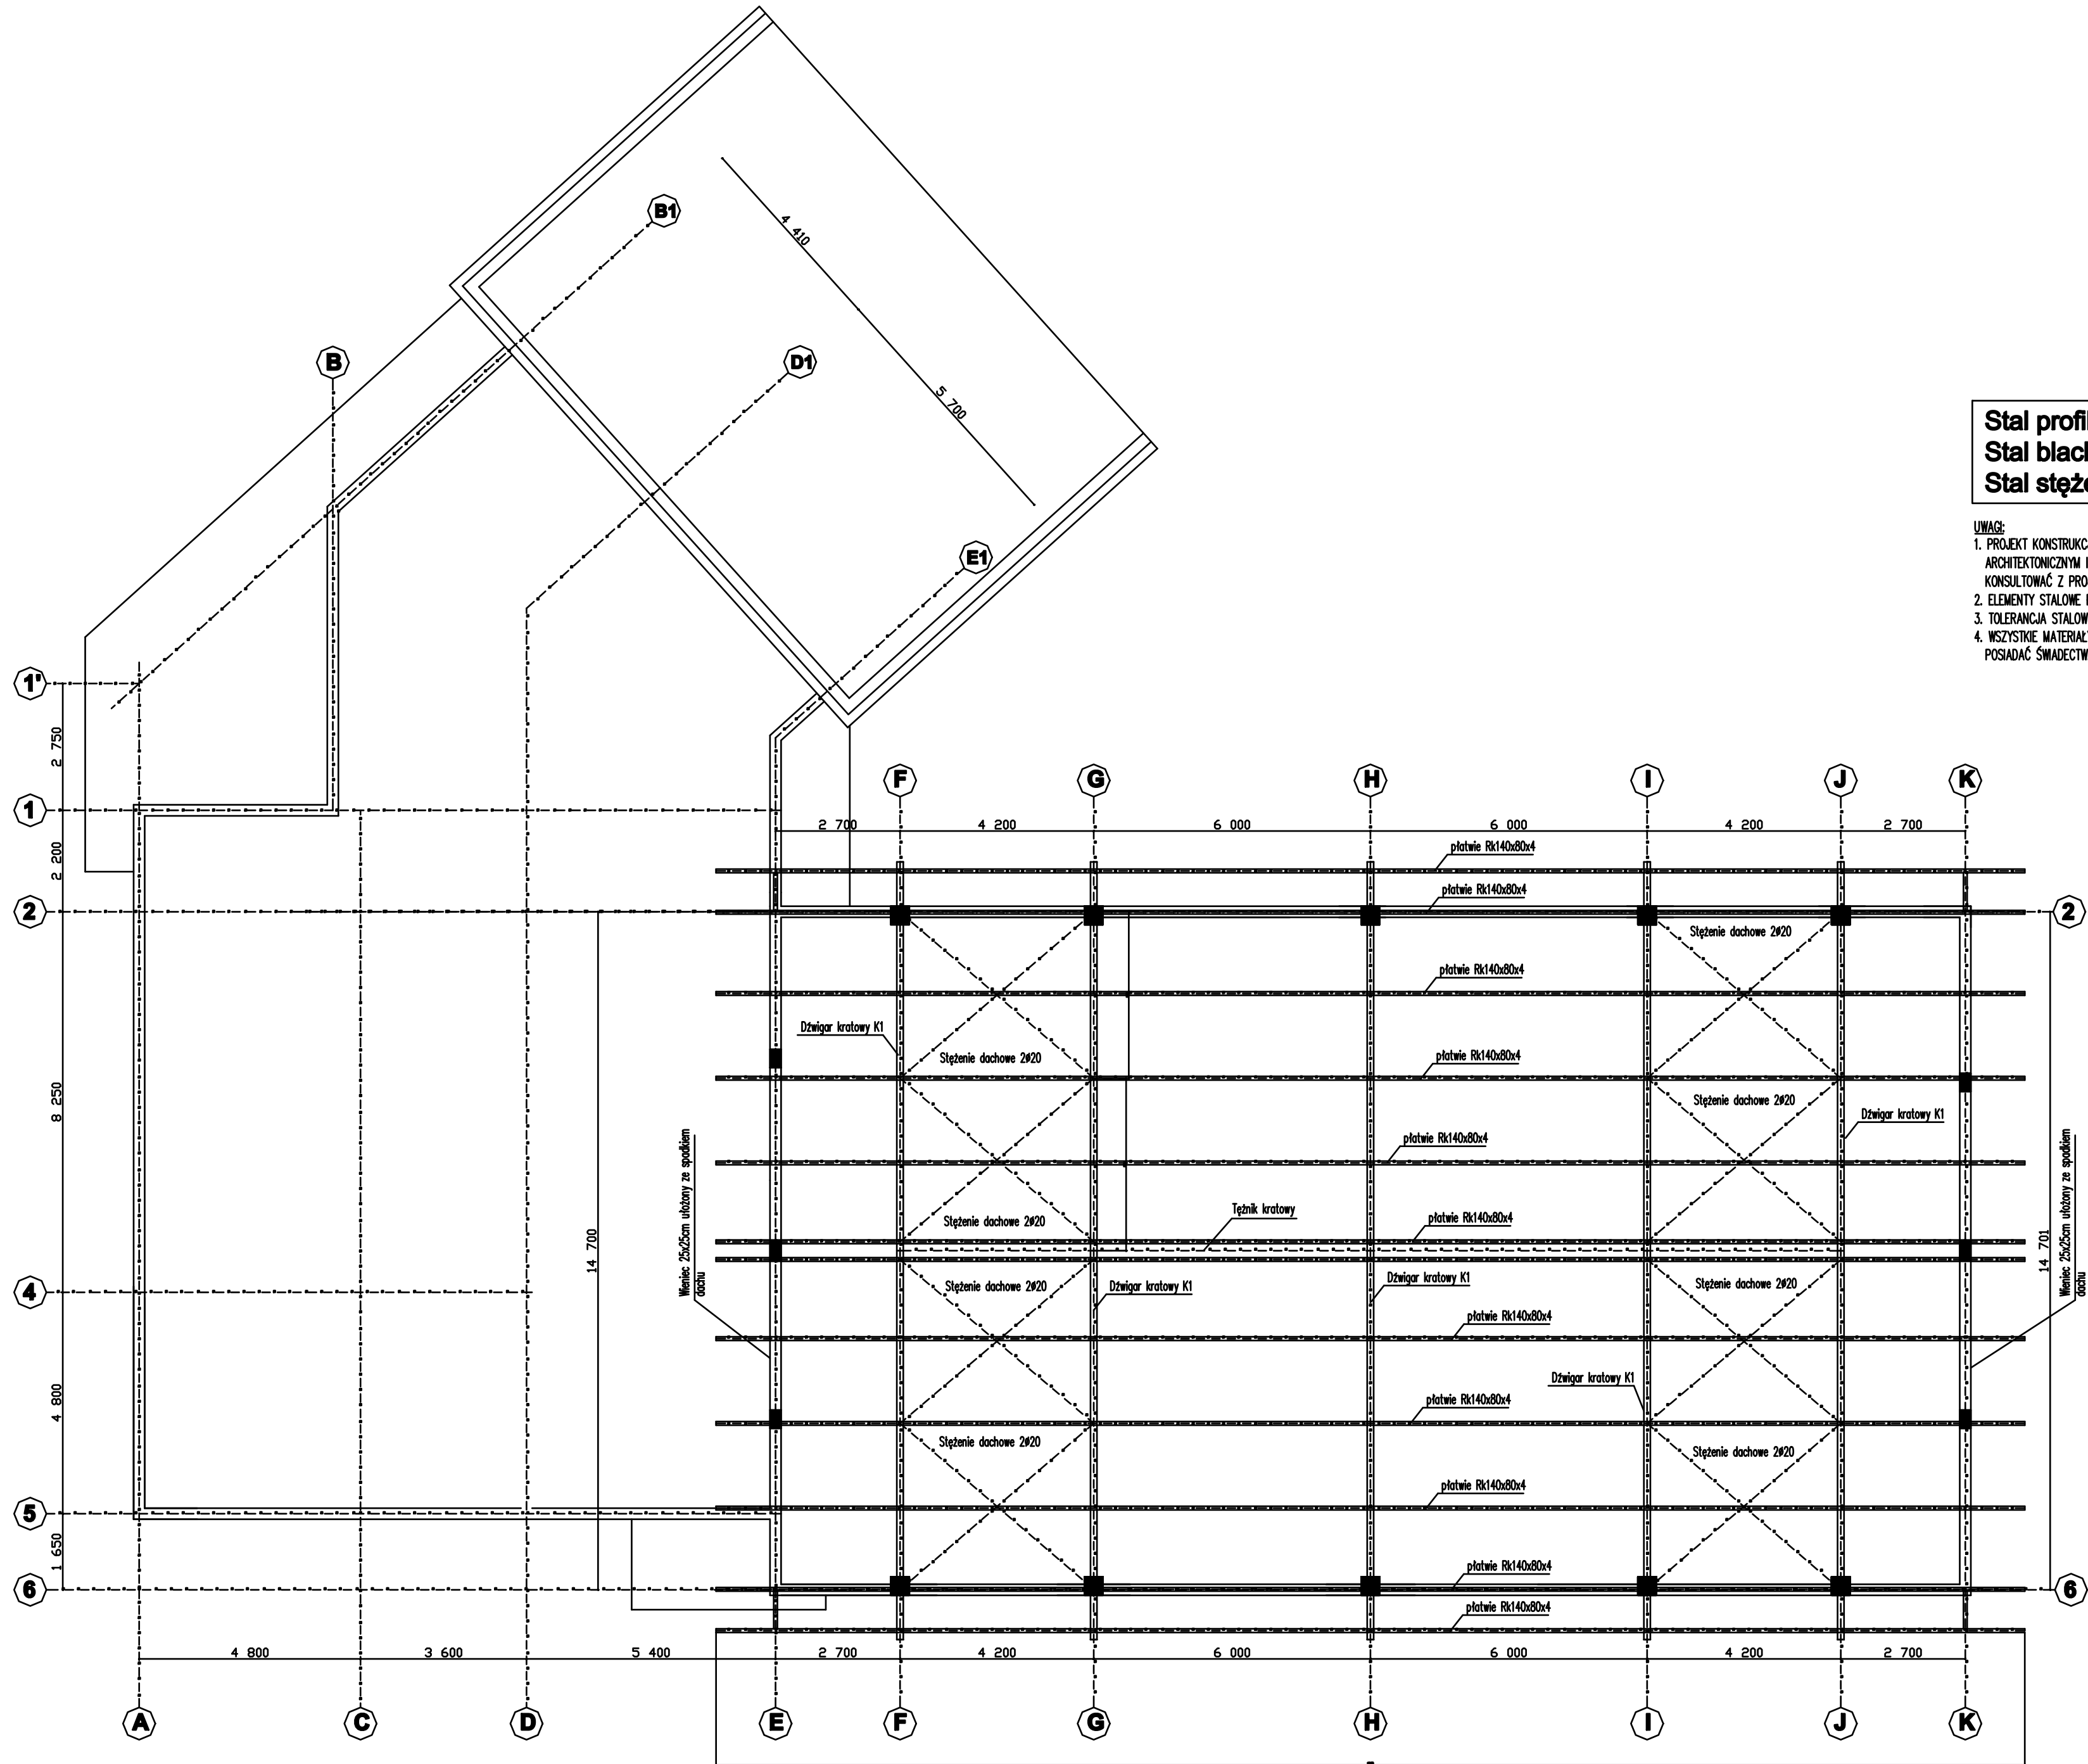 B1
4 410
B
D1
5 700
E1
Stal profil
Stal blach
Stal stęże
UWAGI:
1. PROJEKT KONSTRUKC
ARCHITEKTONICZNYM I
KONSULTOWAĆ Z PRO
2. ELEMENTY STALOWE
3. TOLERANCJA STALOW
4. WSZYSTKIE MATERIAŁ
POSIADAĆ ŚWIADECTW
1'
2 750
1
F
G
H
I
J
K
2 700
4 200
6 000
6 000
4 200
2 700
2 200
płatwie Rk140x80x4
płatwie Rk140x80x4
2
2
Stężenie dachowe 2ø20
płatwie Rk140x80x4
Dźwigar kratowy K1
Stężenie dachowe 2ø20
płatwie Rk140x80x4
8 250
Stężenie dachowe 2ø20
Dźwigar kratowy K1
płatwie Rk140x80x4
Wieniec 25x25cm ułożony ze spadkiem
dachu
Wieniec 25x25cm ułożony ze spadkiem
dachu
Tężnik kratowy
płatwie Rk140x80x4
Stężenie dachowe 2ø20
14 700
14 701
4
Stężenie dachowe 2ø20
Dźwigar kratowy K1
Dźwigar kratowy K1
Stężenie dachowe 2ø20
płatwie Rk140x80x4
Dźwigar kratowy K1
4 800
płatwie Rk140x80x4
Stężenie dachowe 2ø20
Stężenie dachowe 2ø20
płatwie Rk140x80x4
5
1 650
płatwie Rk140x80x4
6
6
płatwie Rk140x80x4
4 800
3 600
5 400
2 700
4 200
6 000
6 000
4 200
2 700
A
C
D
E
F
G
H
I
J
K